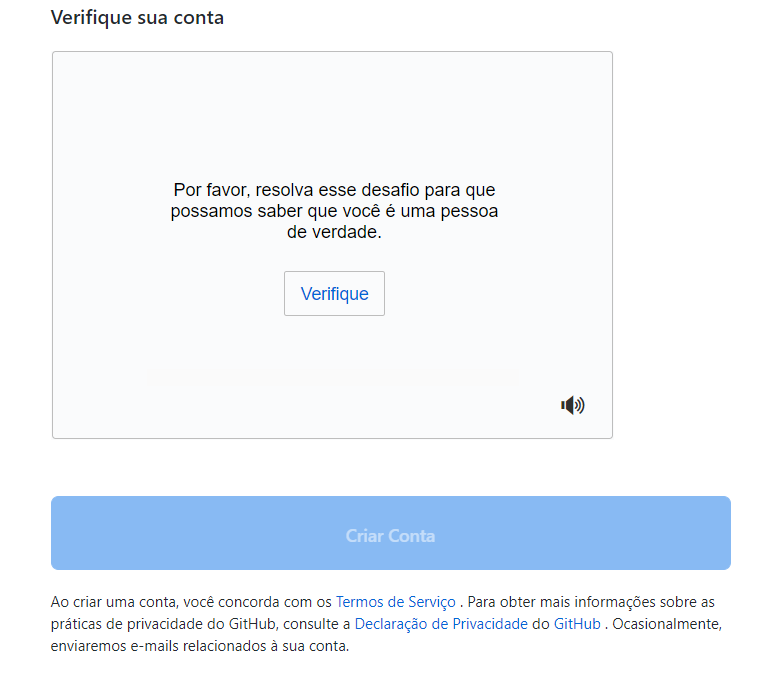 Verifique sua conta
Por favor, resolva esse desafio para que
possamos saber que você é uma pessoa
de verdade.
Verifique
Criar Conta
Ao criar uma conta, você concorda com os Termos de Serviço . Para obter mais informações sobre as
práticas de privacidade do GitHub, consulte a Declaração de Privacidade do GitHub . Ocasionalmente,
enviaremos e-mails relacionados à sua conta.